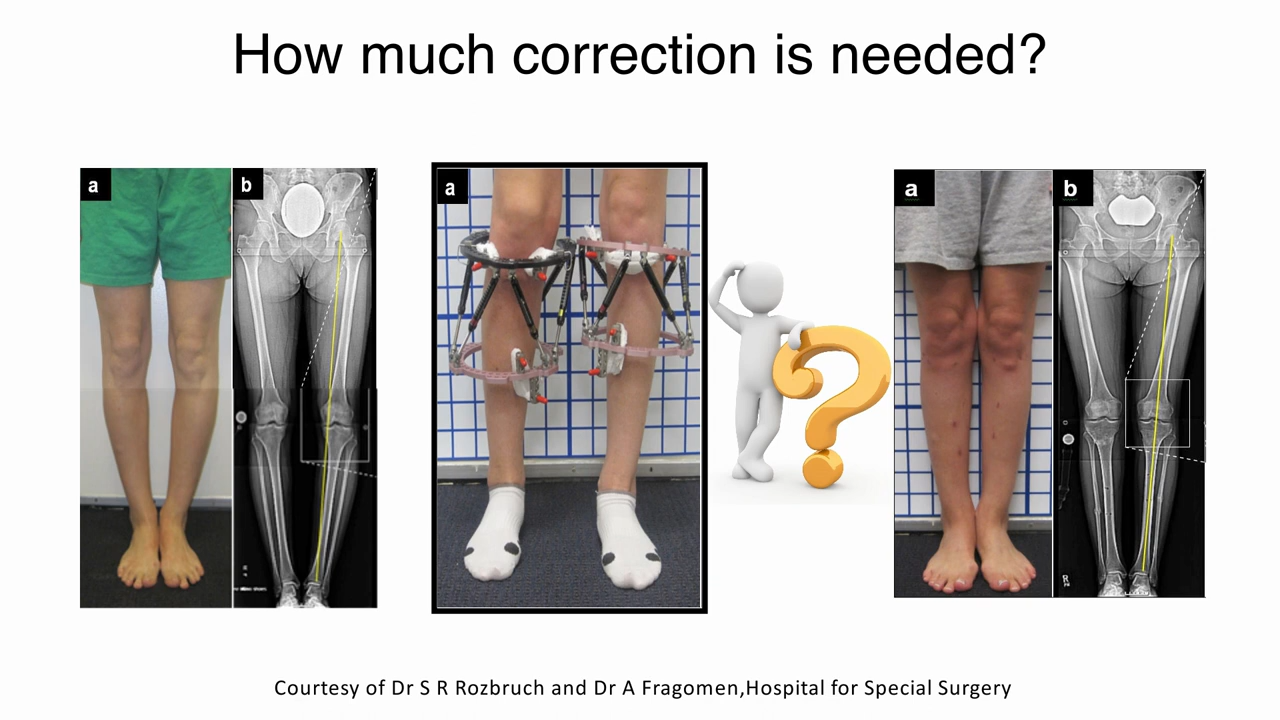 How much correction is needed?
a
b
a
a
b
Courtesy of Dr S R Rozbruch and Dr A Fragomen,Hospital for Special Surgery